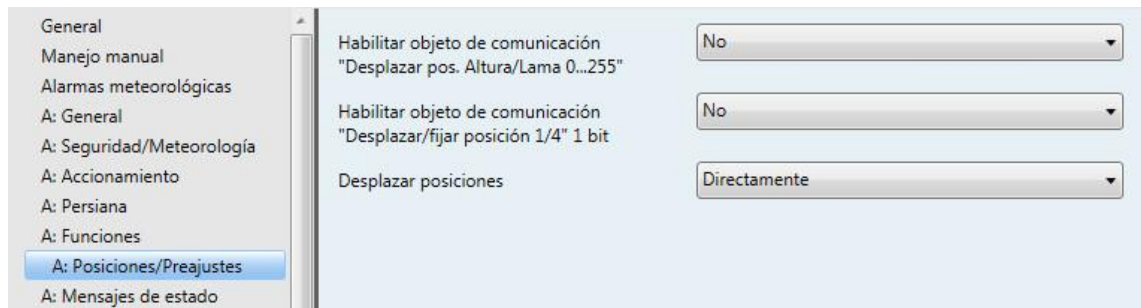 General
Manejo manual
Alarmas meteorológicas
A: General
A: Seguridad/Meteorología
A: Accionamiento
A: Persiana
A: Funciones
A: Posiciones/Preajustes
A: Mensajes de estado
Habilitar objeto de comunicación
"Desplazar pos. Altura/Lama 0...255"
No
Habilitar objeto de comunicación
"Desplazar/fijar posición 1/4" 1 bit
No
Desplazar posiciones
Directamente